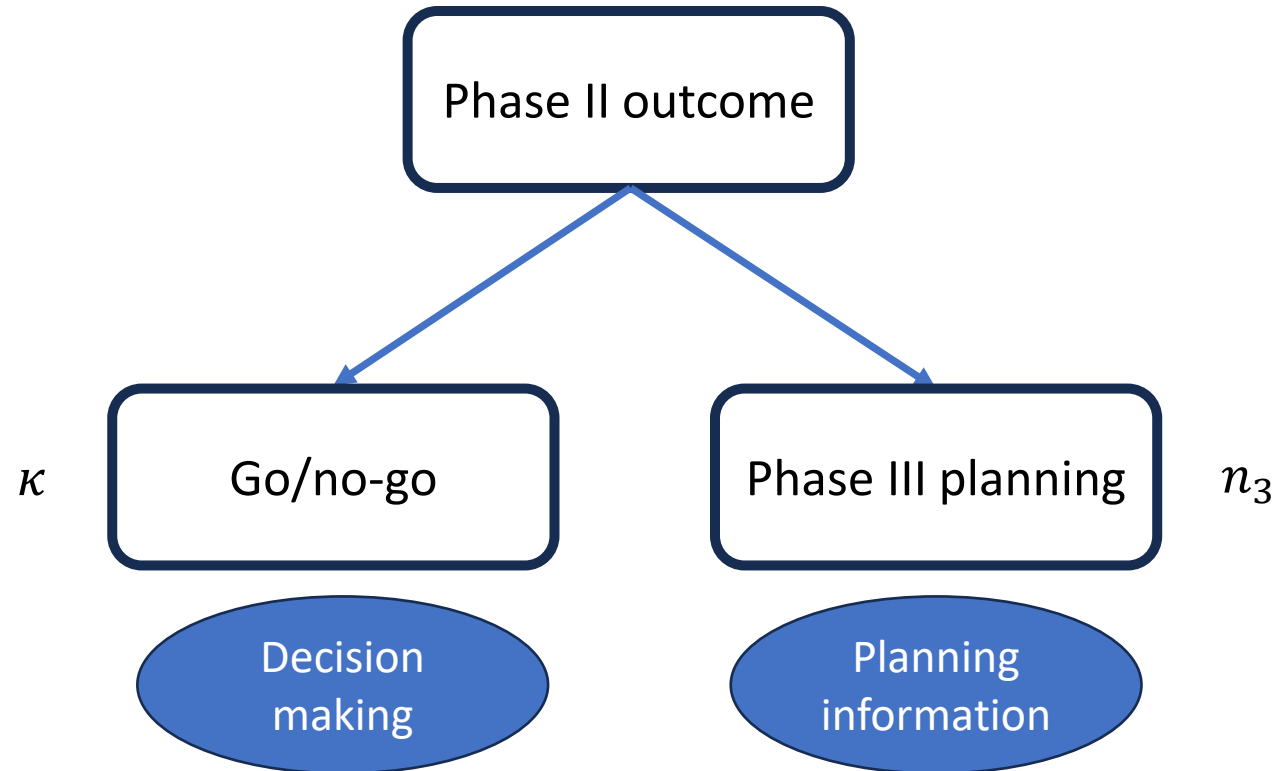 Phase II outcome
κ
Go/no-go
Phase III planning
n₃
Decision
making
Planning
information